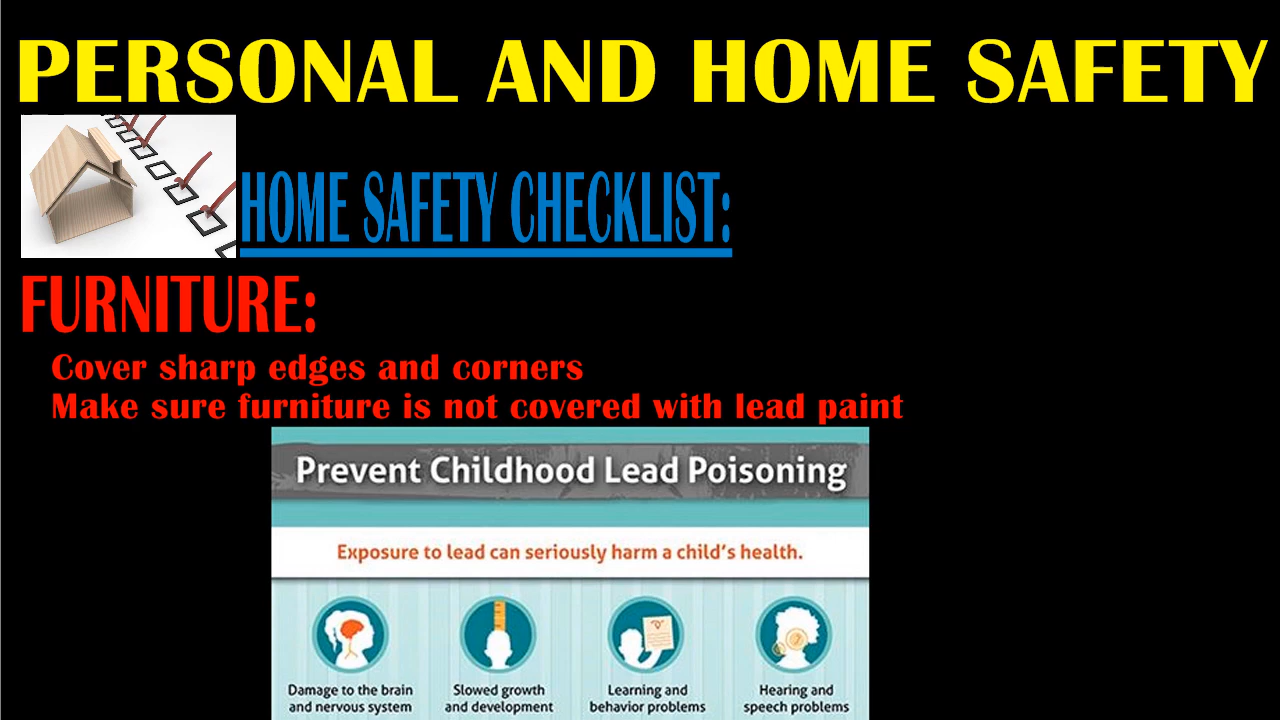 PERSONAL AND HOME SAFETY
HOME SAFETY CHECKLIST:
FURNITURE:
Cover sharp edges and corners
Make sure furniture is not covered with lead paint
Prevent Childhood Lead Poisoning
Exposure to lead can seriously harm a child's health.
Damage to the brain
and nervous system
Slowed growth
and development
Learning and
behavior problems
Hearing and
speech problems